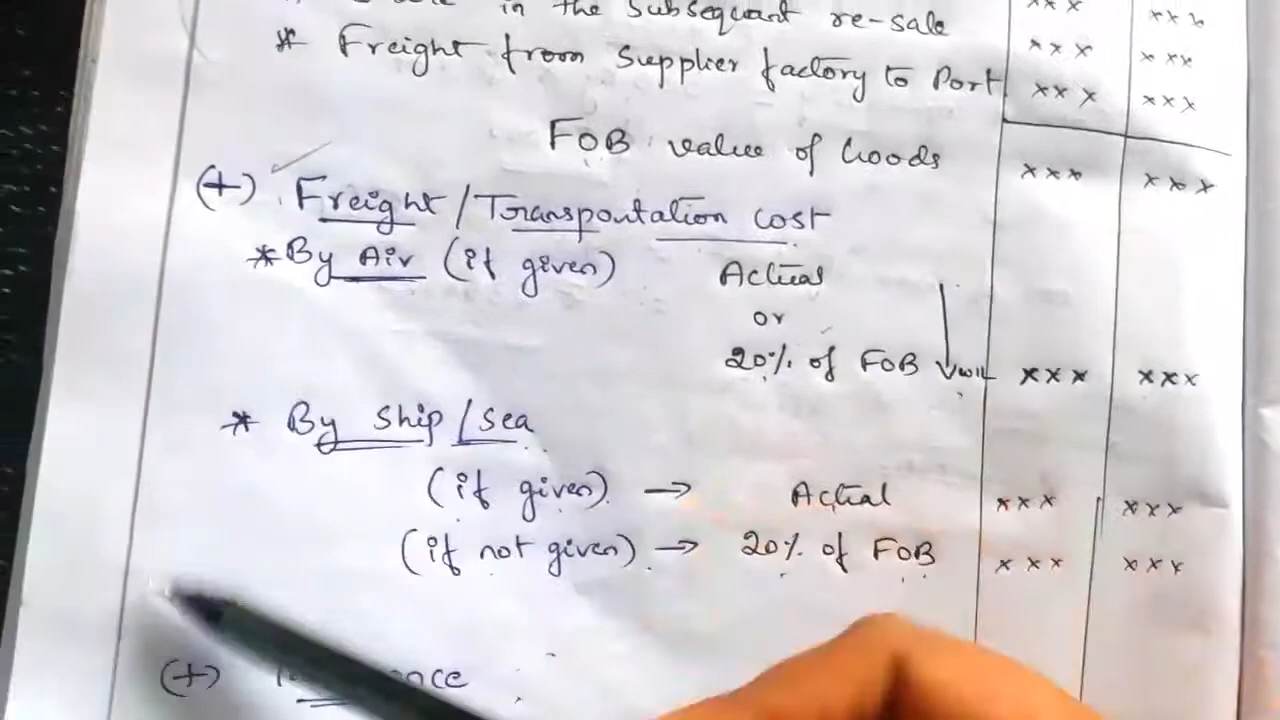 in the Subsequant re-sale xxx xxx
* Freight from Supplier factory to Port xxx xxx
xxx xxx
FOB value of Goods xxx xxx
(+) Freight/Transportation cost
* By Air (if given) Actual
or
20% of FOB ↓ xxx xxx
* By Ship/Sea
(if given) → Actual xxx xxx
(if not given) → 20% of FOB xxx xxx
(+)